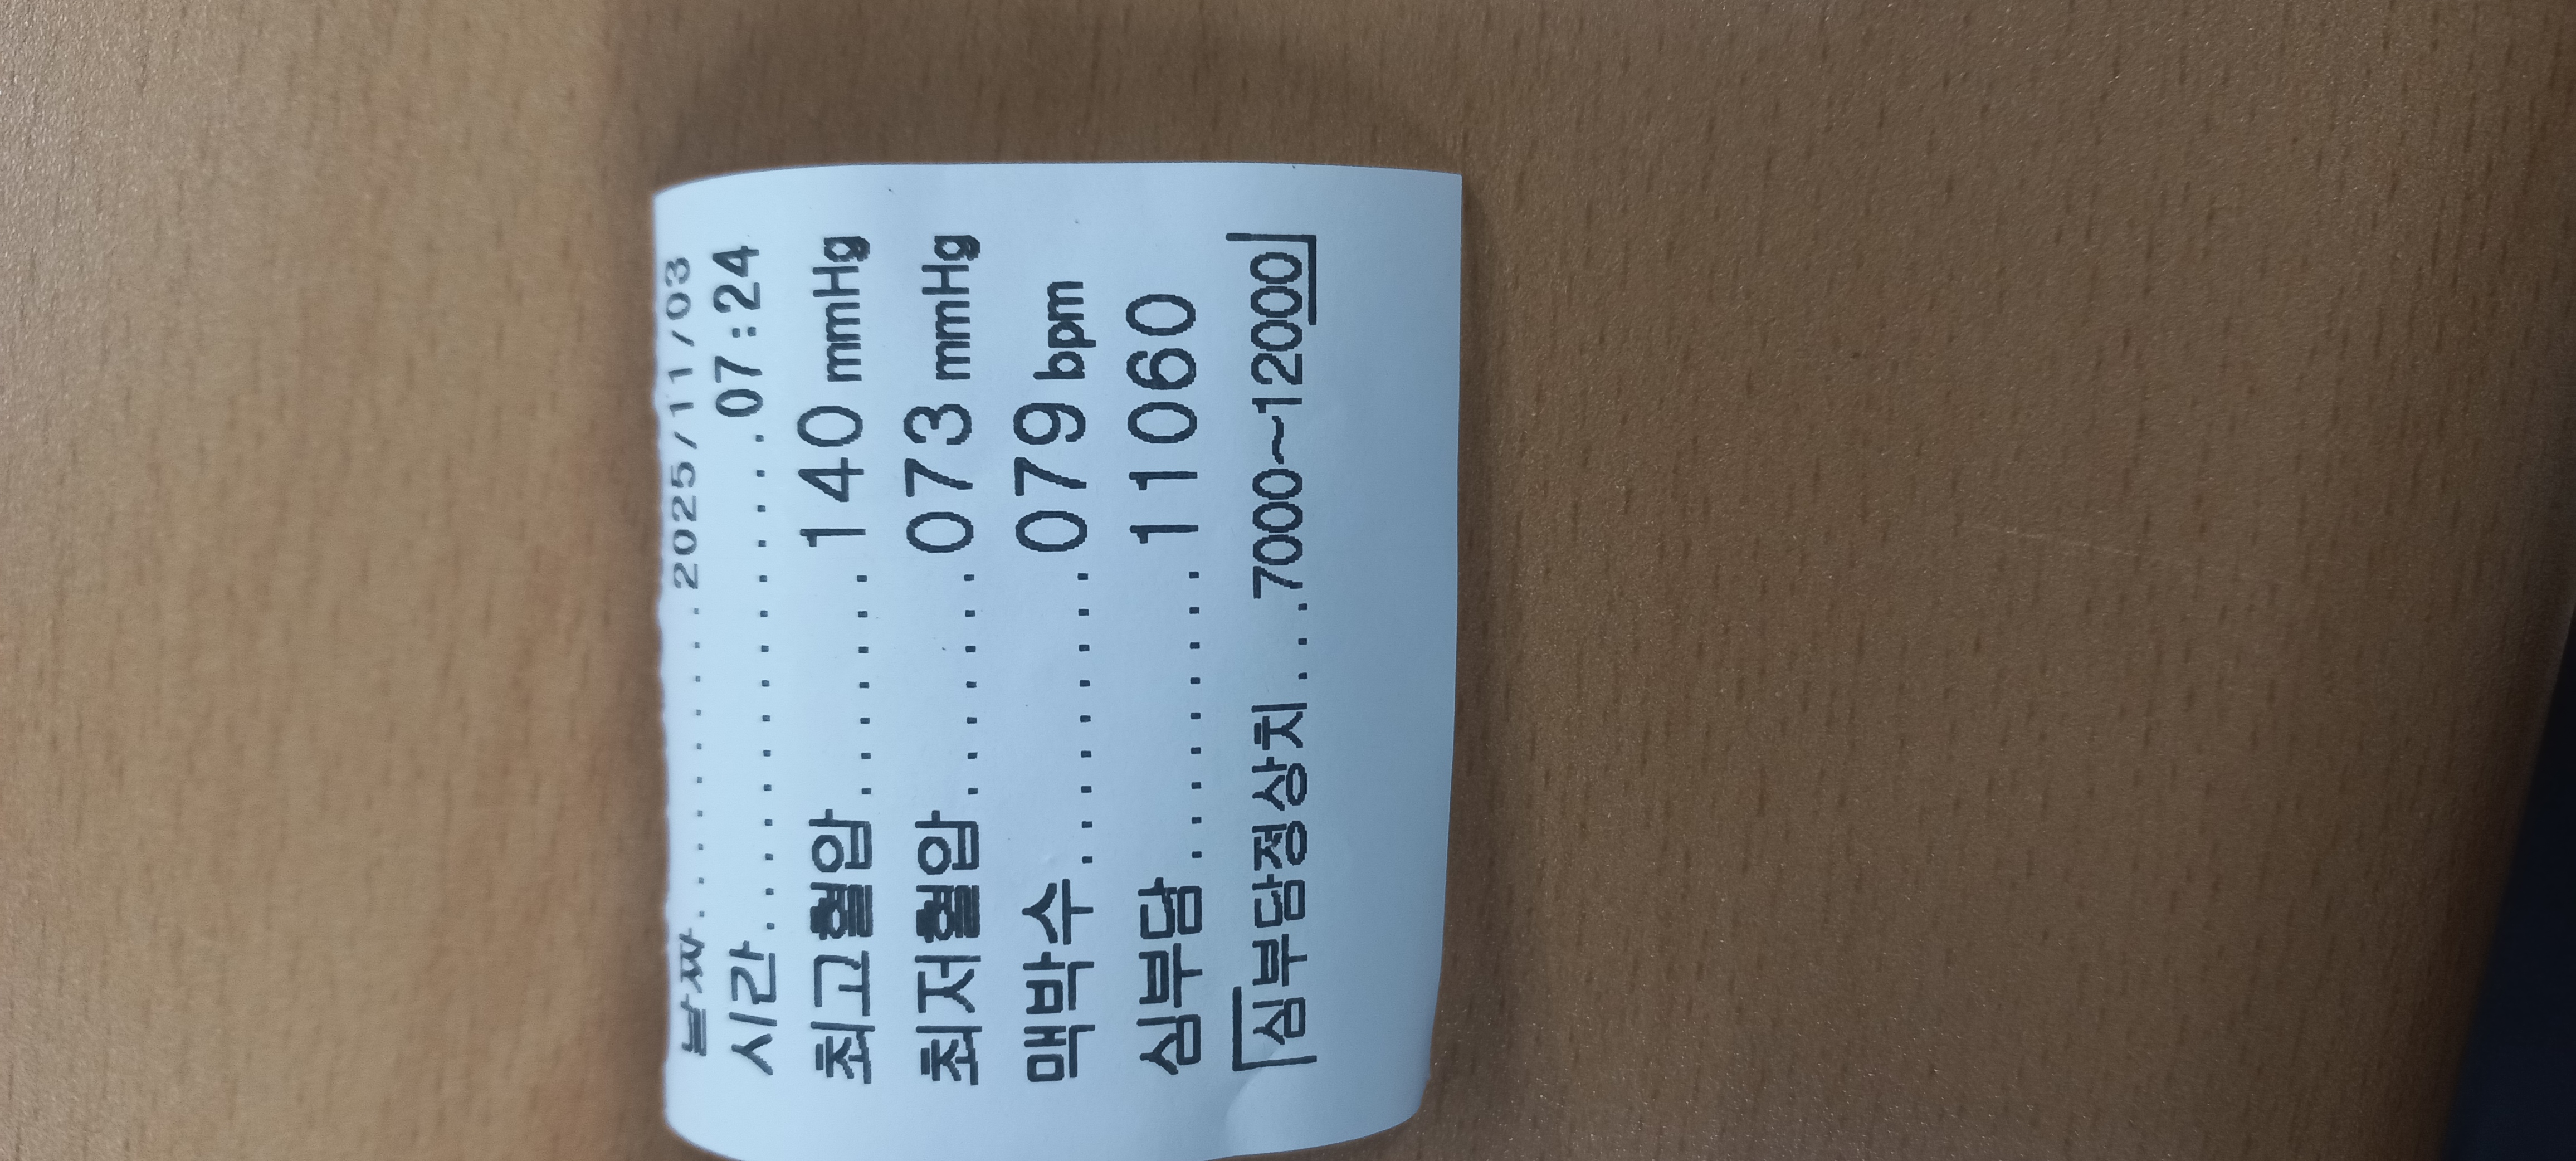 날짜..............2025/11/03
시간.................07:24
최고혈압.......140 mmHg
최저혈압.......073 mmHg
맥박수.........079 bpm
심부담.........11060
심부담정상치...7000~12000